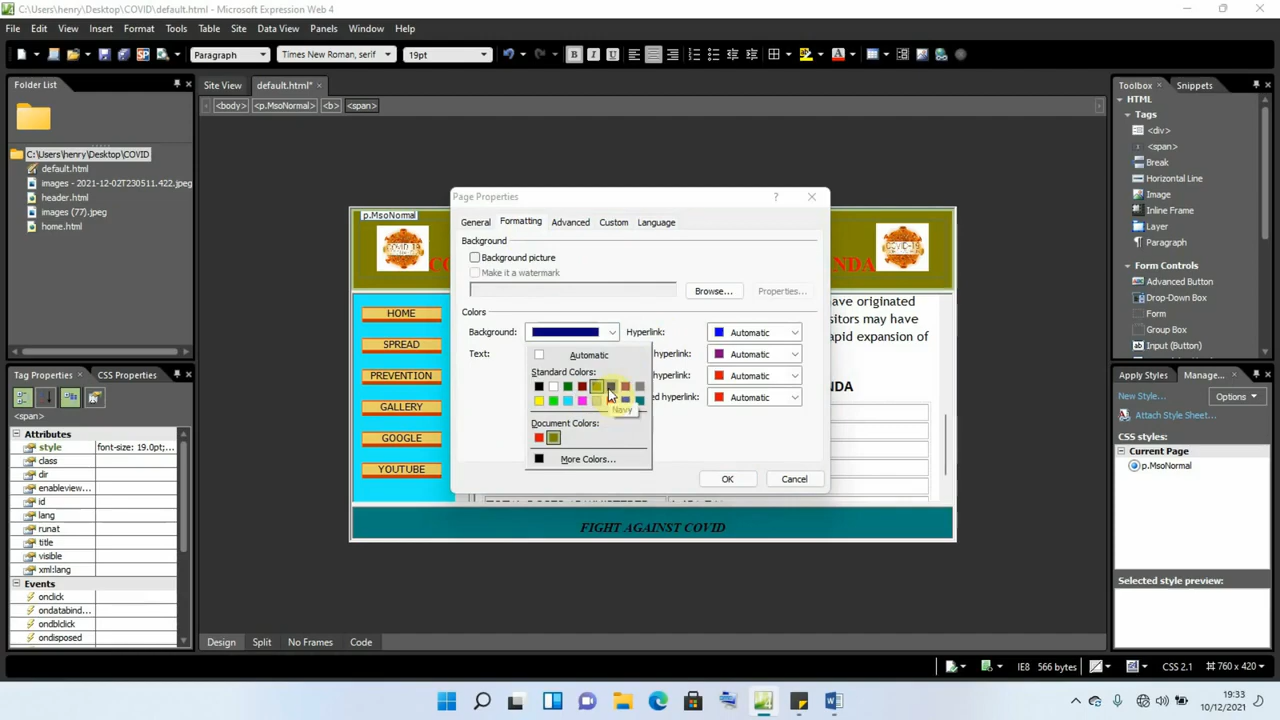 C:\Users\henry\Desktop\COVID\default.html - Microsoft Expression Web 4
File Edit View Insert Format Tools Table Site Data View Panels Window Help
Paragraph Times New Roman, serif 19pt B I U
Folder List
Site View default.html*
<body> <p.MsoNormal> <b> <span>
C:\Users\henry\Desktop\COVID
default.html
images - 2021-12-02T230511.422.jpeg
header.html
images (77).jpeg
home.html
Tag Properties CSS Properties
<span>
Attributes
style font-size: 19.0pt;...
class
dir
enableview...
id
lang
runat
title
visible
xml:lang
Events
onclick
ondatabind...
ondblclick
ondisposed
p.MsoNormal
NDA
HOME
SPREAD
PREVENTION
GALLERY
GOOGLE
YOUTUBE
ave originated
sitors may have
rapid expansion of
DA
FIGHT AGAINST COVID
Page Properties ?
General Formatting Advanced Custom Language
Background
Background picture
Make it a watermark
Browse... Properties...
Colors
Background: Hyperlink: Automatic
Text: hyperlink: Automatic
hyperlink: Automatic
ed hyperlink: Automatic
Automatic
Standard Colors:
Navy
Document Colors:
More Colors...
OK Cancel
Toolbox Snippets
HTML
Tags
<div>
<span>
Break
Horizontal Line
Image
Inline Frame
Layer
Paragraph
Form Controls
Advanced Button
Drop-Down Box
Form
Group Box
Input (Button)
Apply Styles Manage...
New Style... Options
Attach Style Sheet...
CSS styles:
Current Page
p.MsoNormal
Selected style preview:
Design Split No Frames Code
IE8 566 bytes CSS 2.1 760 x 420
19:33
10/12/2021